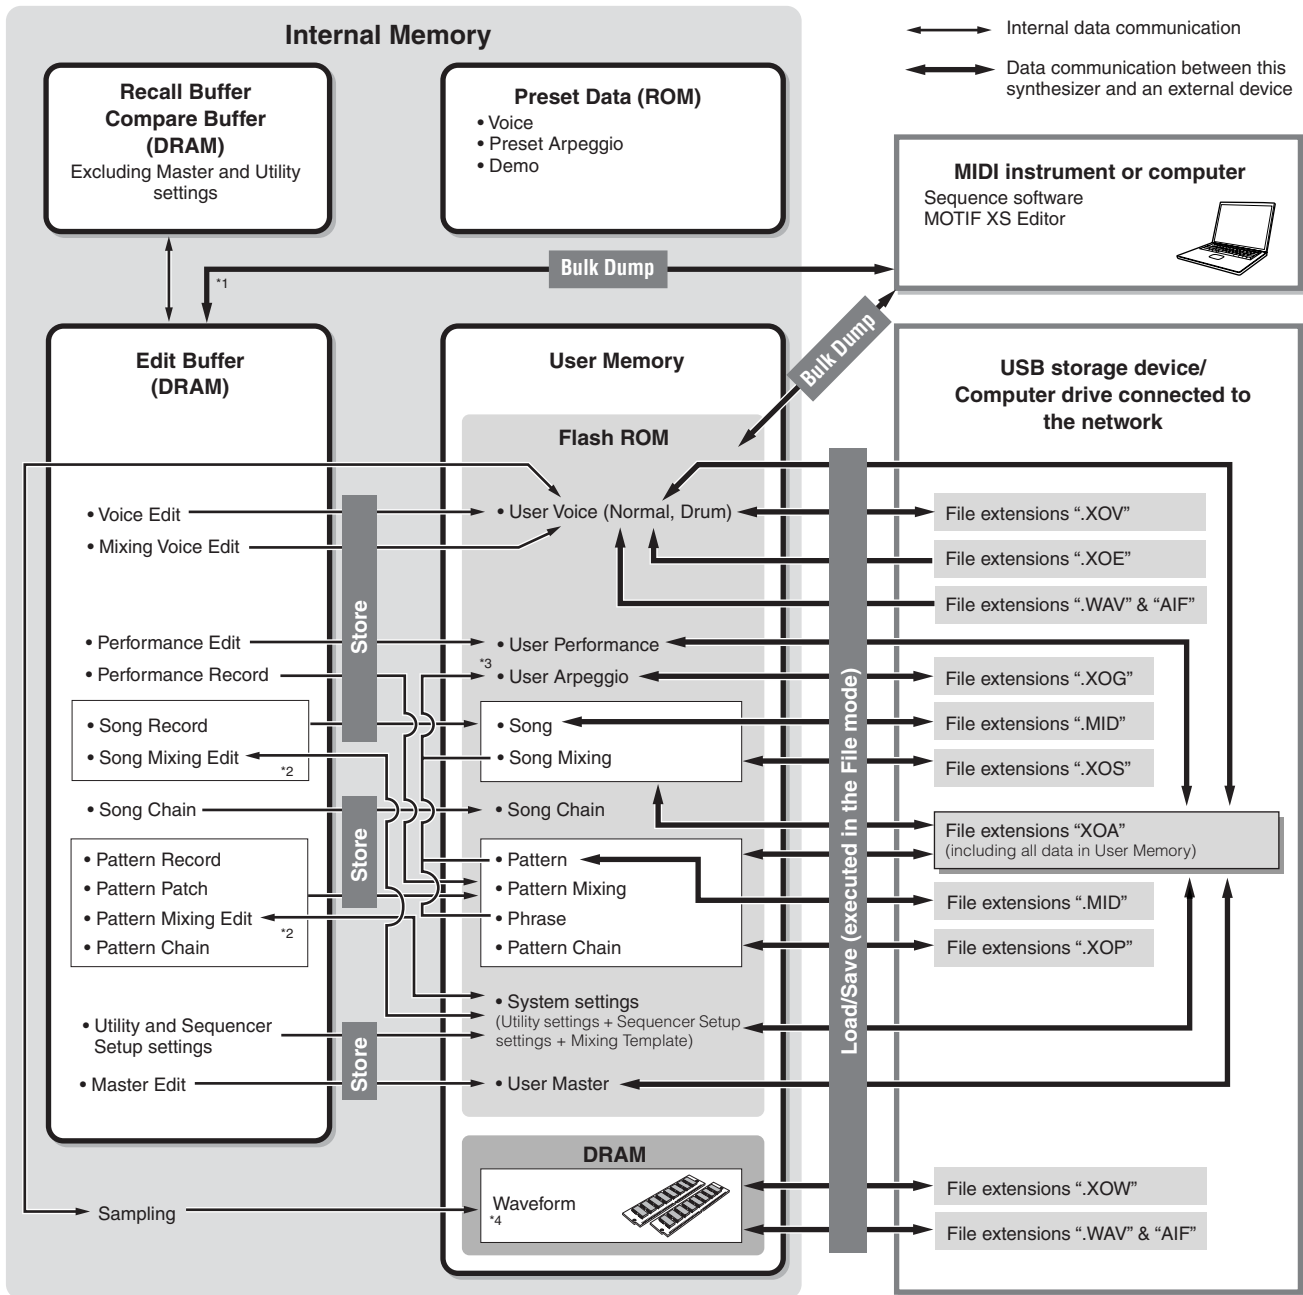 Internal Memory
Internal data communication
Data communication between this
synthesizer and an external device
Recall Buffer
Compare Buffer
(DRAM)
Excluding Master and Utility
settings
Preset Data (ROM)
• Voice
• Preset Arpeggio
• Demo
MIDI instrument or computer
Sequence software
MOTIF XS Editor
*1
Bulk Dump
Bulk Dump
Edit Buffer
(DRAM)
• Voice Edit
• Mixing Voice Edit
• Performance Edit
• Performance Record
• Song Record
• Song Mixing Edit
*2
• Song Chain
• Pattern Record
• Pattern Patch
• Pattern Mixing Edit
*2
• Pattern Chain
• Utility and Sequencer
Setup settings
• Master Edit
Sampling
Store
Store
Store
User Memory
Flash ROM
• User Voice (Normal, Drum)
• User Performance
*3
• User Arpeggio
• Song
• Song Mixing
• Song Chain
• Pattern
• Pattern Mixing
• Phrase
• Pattern Chain
• System settings
(Utility settings + Sequencer Setup
settings + Mixing Template)
• User Master
DRAM
Waveform
*4
Load/Save (executed in the File mode)
USB storage device/
Computer drive connected to
the network
File extensions “.XOV”
File extensions “.XOE”
File extensions “.WAV” & “AIF”
File extensions “.XOG”
File extensions “.MID”
File extensions “.XOS”
File extensions “XOA”
(including all data in User Memory)
File extensions “.MID”
File extensions “.XOP”
File extensions “.XOW”
File extensions “.WAV” & “AIF”